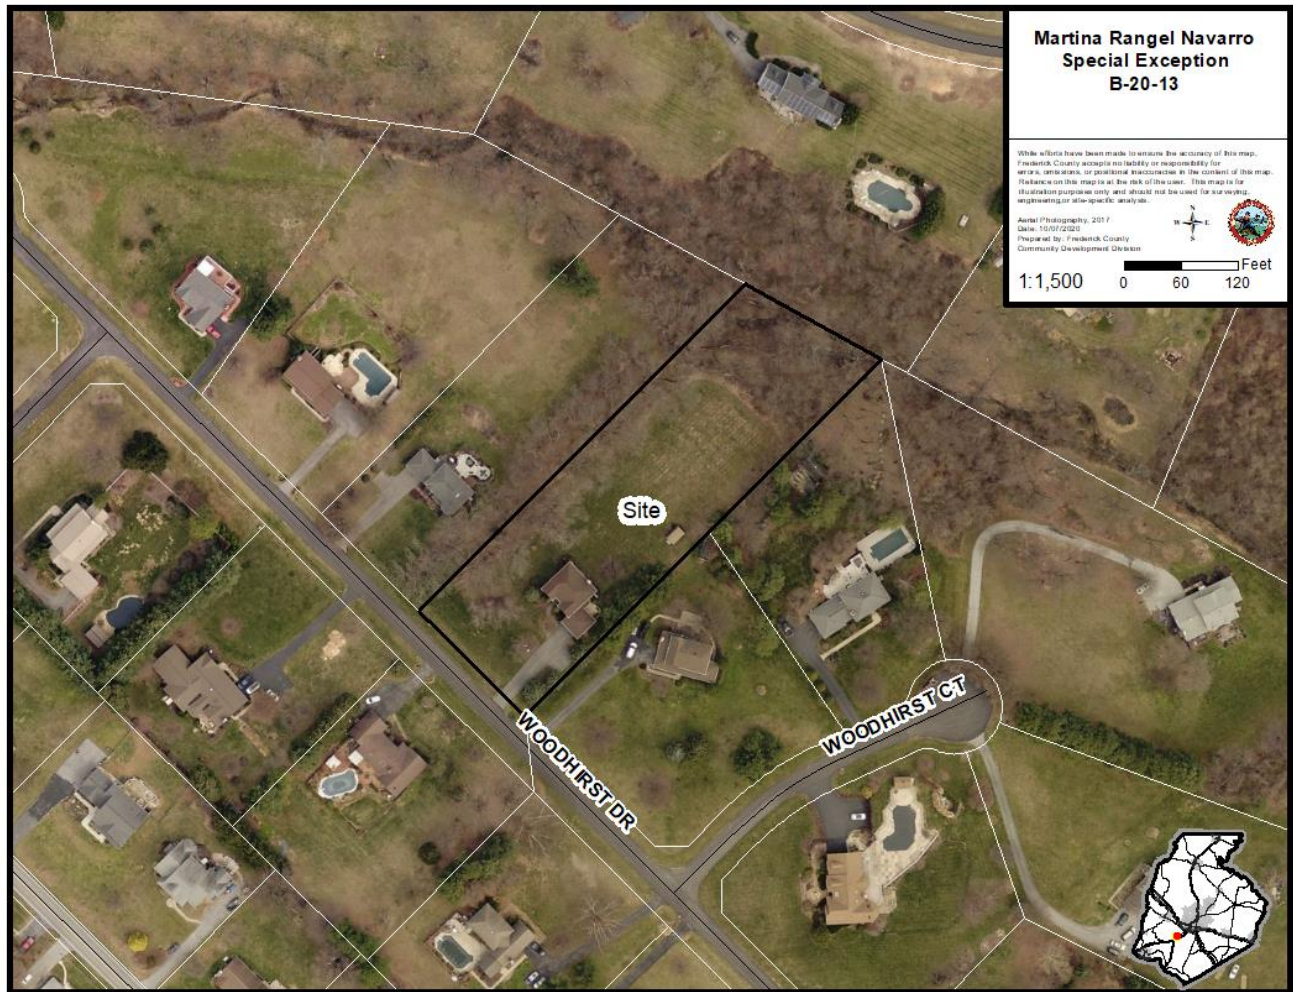 Martina Rangel Navarro
Special Exception
B-20-13
While efforts have been made to ensure the accuracy of this map,
Frederick County accepts no liability or responsibility for
errors, omissions, or positional inaccuracies in the content of this map.
Reliance on this map is at the risk of the user. This map is for
illustration purposes only and should not be used for surveying,
engineering, or site-specific analysis.
Aerial Photography, 2017
Date: 10/07/2020
Prepared by: Frederick County
Community Development Division
N
W E
S
1:1,500
Feet
0 60 120
Site
WOODHIRST CT
WOODHIRST DR